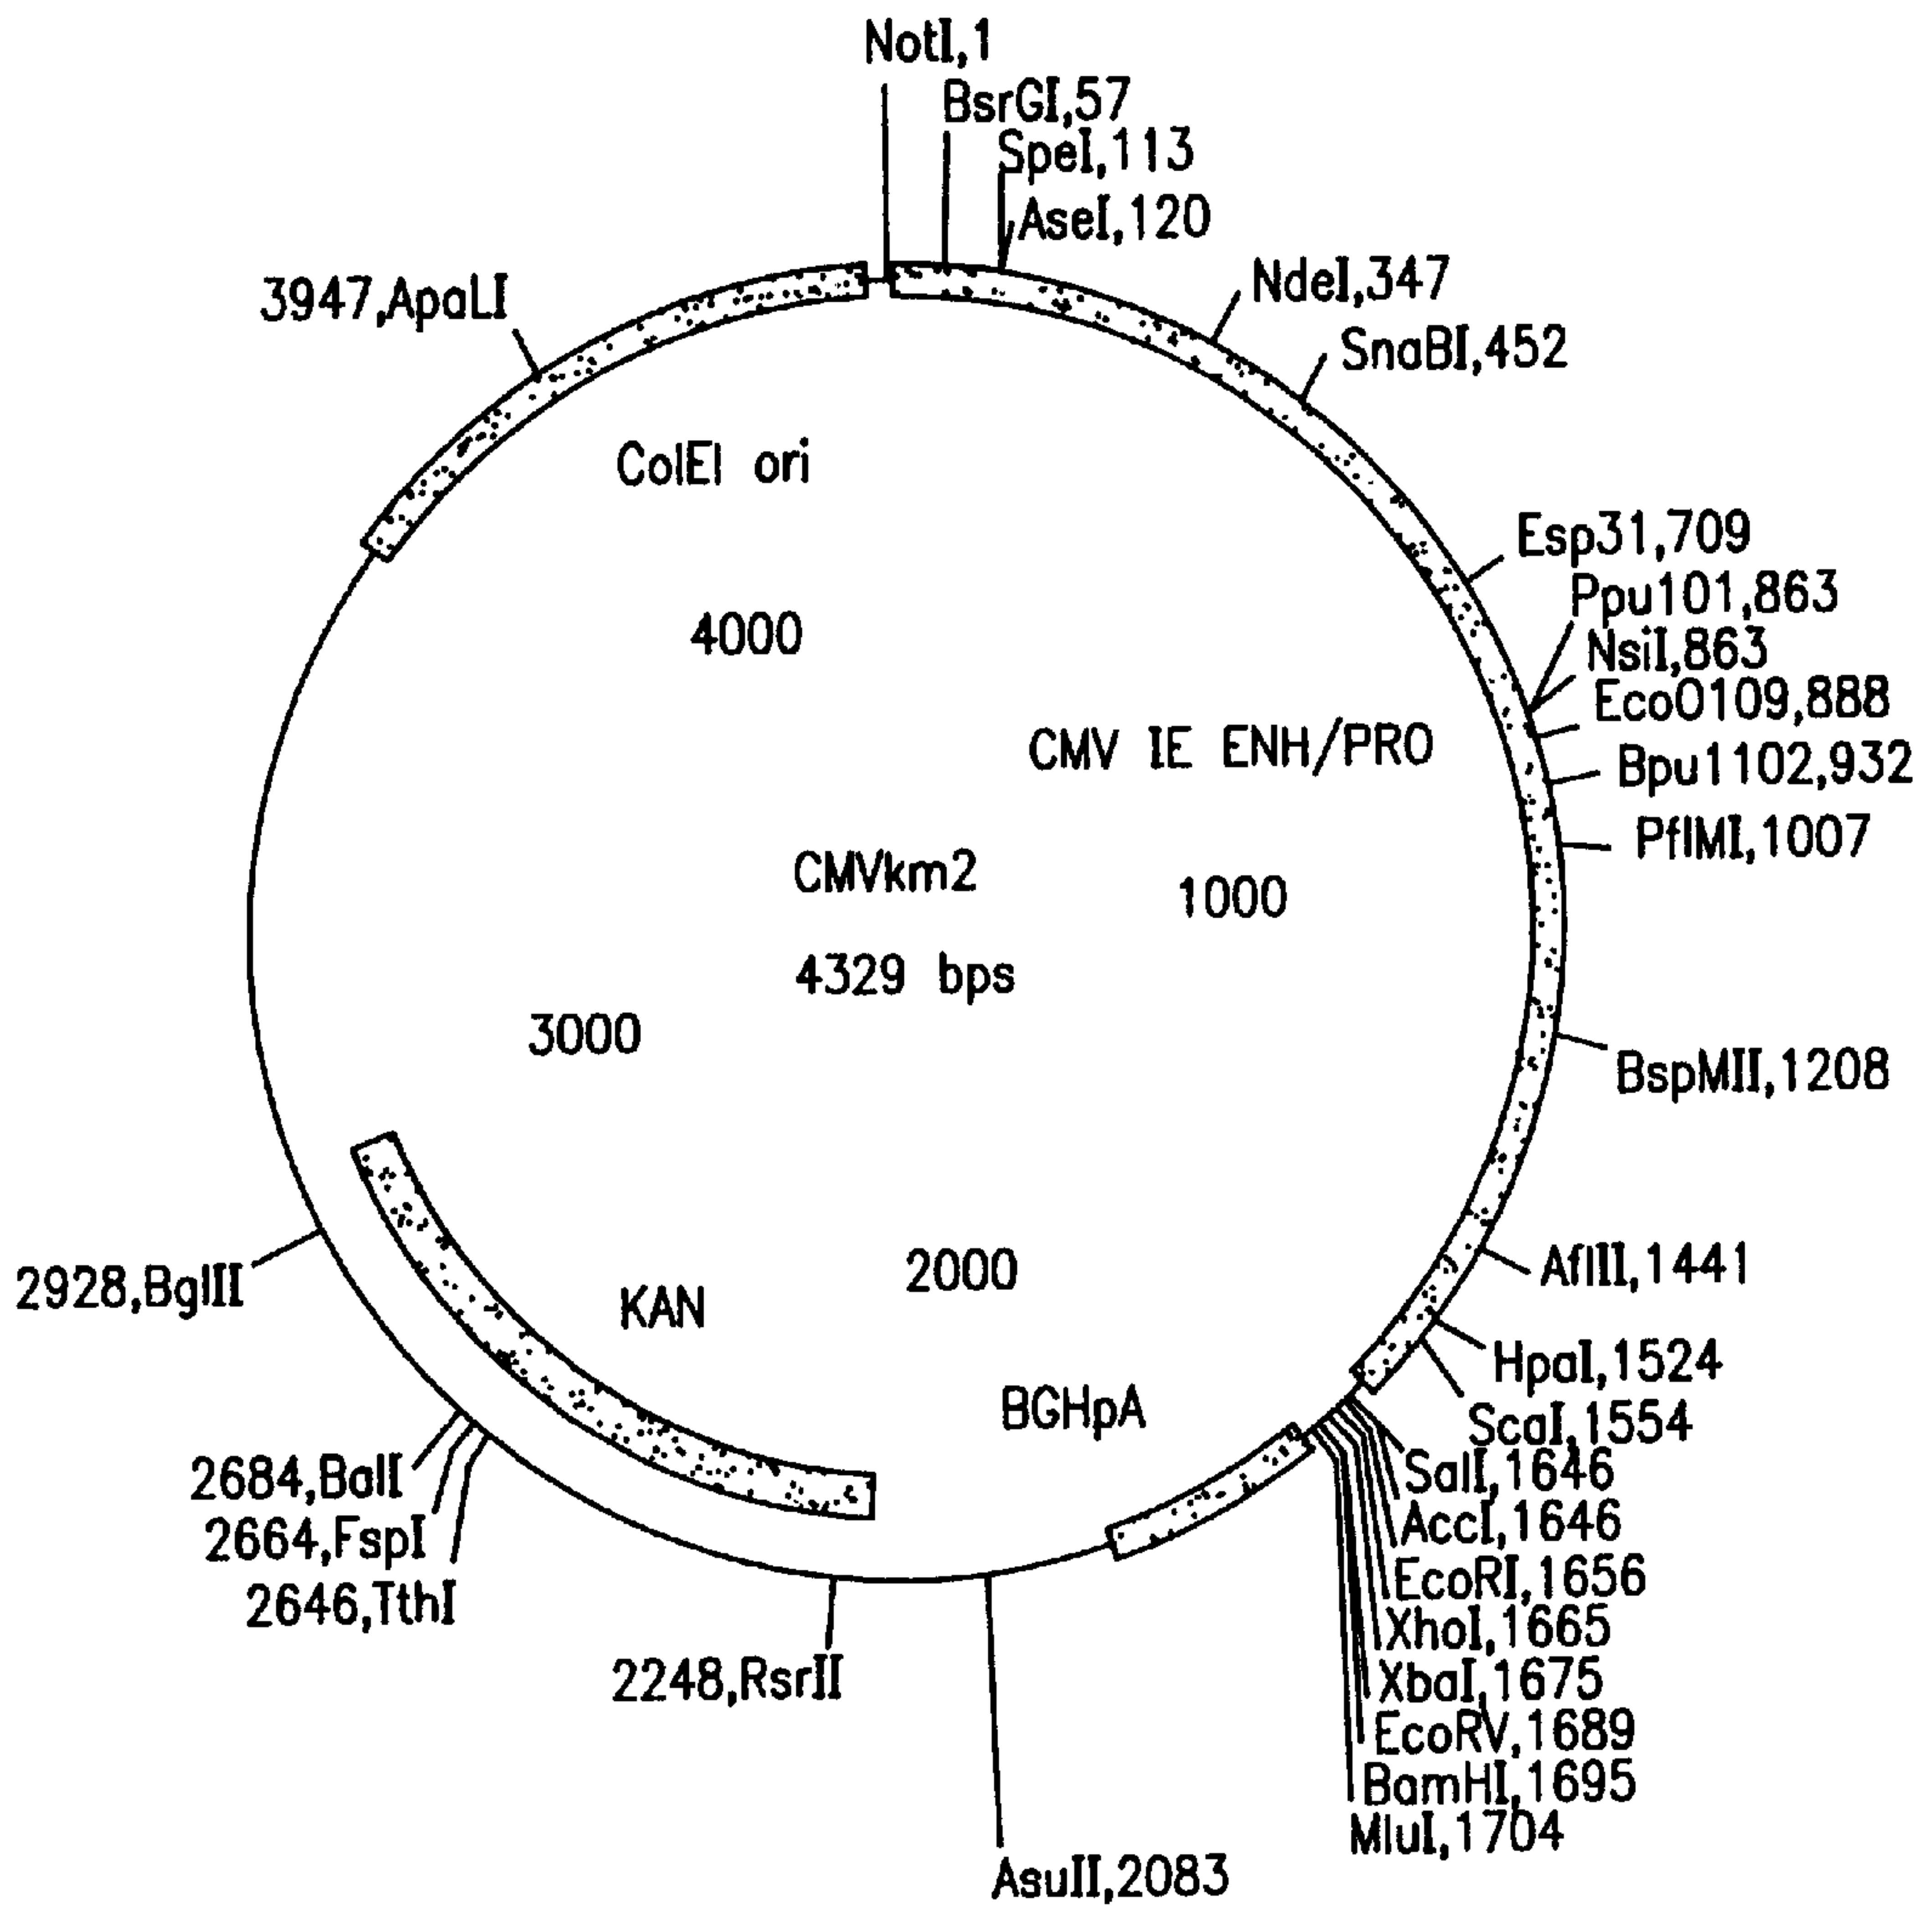 NotI,1
BsrGI,57
SpeI,113
AseI,120
NdeI,347
SnaBI,452
3947,ApaLI
ColEI ori
Esp31,709
Ppu101,863
NsiI,863
EcoO109,888
4000
CMV IE ENH/PRO
Bpu1102,932
PflMI,1007
CMVkm2
1000
4329 bps
3000
BspMII,1208
2928,BglII
KAN
2000
AflII,1441
HpaI,1524
BGHpA
ScaI,1554
2684,BalI
SalI,1646
2664,FspI
AccI,1646
2646,TthI
EcoRI,1656
XhoI,1665
2248,RsrII
XbaI,1675
EcoRV,1689
BamHI,1695
MluI,1704
AsuII,2083